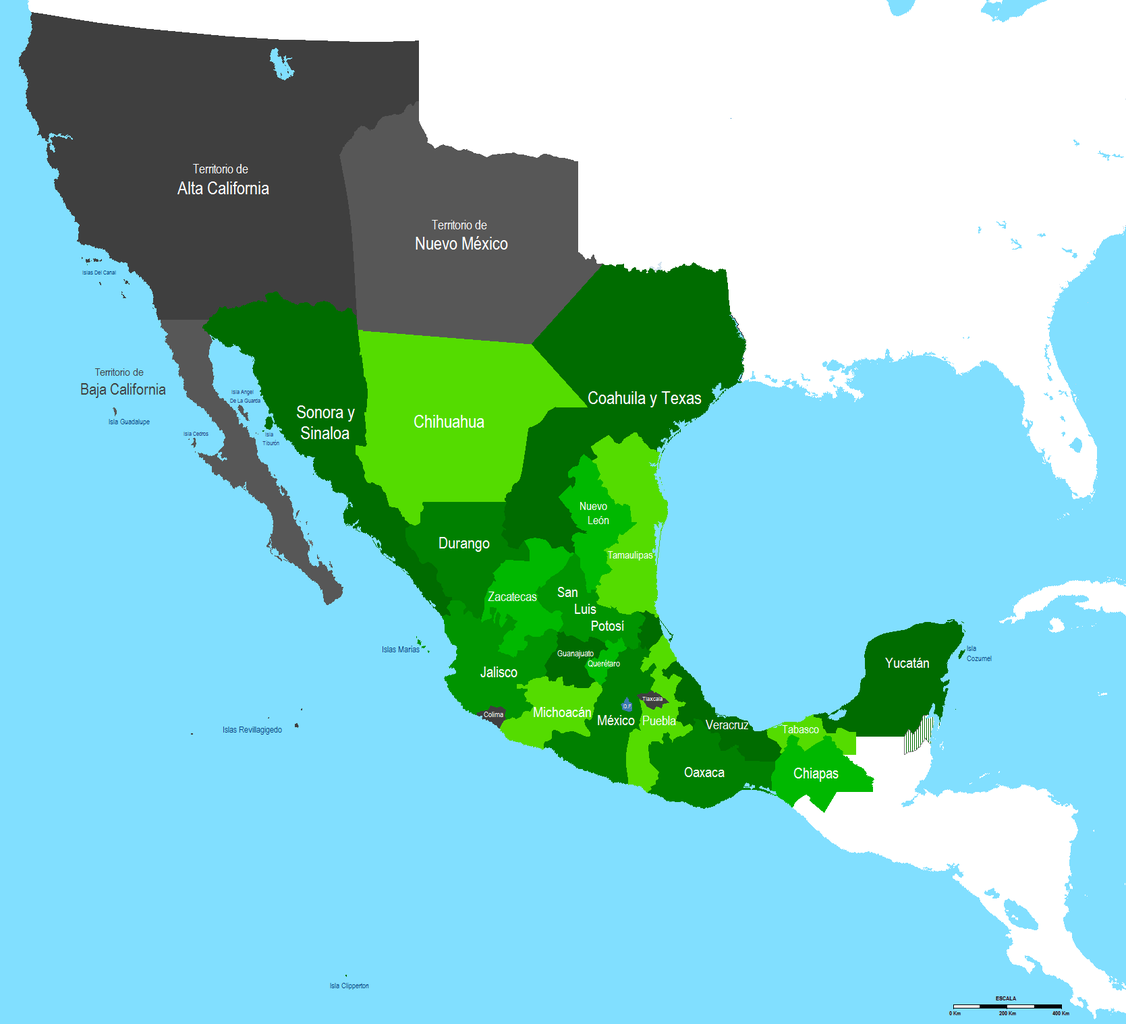 Territorio de
Alta California
Territorio de
Nuevo México
Islas Del Canal
Territorio de
Baja California
Isla Guadalupe
Isla Angel
De La Guarda
Isla Cedros
Isla
Tiburón
Sonora y
Sinaloa
Chihuahua
Coahuila y Texas
Nuevo
León
Durango
Tamaulipas
Zacatecas
San
Luis
Potosí
Islas Marías
Guanajuato
Querétaro
Jalisco
Yucatán
Isla
Cozumel
Tlaxcala
D.F
Colima
Michoacán
México
Puebla
Veracruz
Tabasco
Islas Revillagigedo
Oaxaca
Chiapas
Isla Clipperton
ESCALA
0 Km 200 Km 400 Km